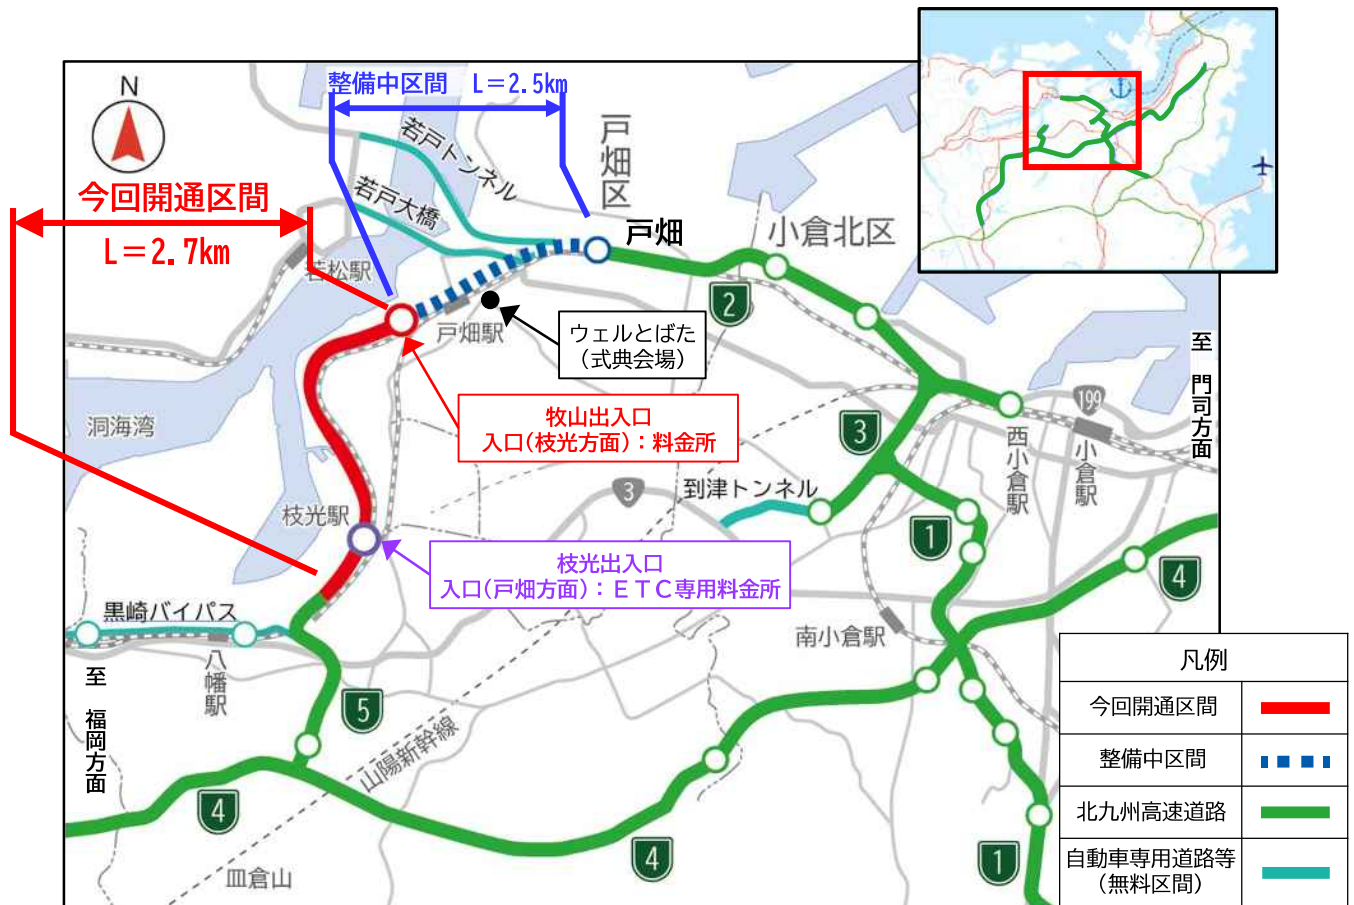 整備中区間 L=2.5km
N
今回開通区間
L=2.7km
若戸トンネル
若戸大橋
戸畑区
戸畑
小倉北区
若松駅
戸畑駅
2
ウェルとばた
(式典会場)
至 門司方面
牧山出入口
入口(枝光方面):料金所
洞海湾
199
3
西小倉駅
小倉駅
枝光駅
3
到津トンネル
1
枝光出入口
入口(戸畑方面):ETC専用料金所
4
黒崎バイパス
南小倉駅
八幡駅
至 福岡方面
5
山陽新幹線
4
4
1
皿倉山
凡例
今回開通区間
整備中区間
北九州高速道路
自動車専用道路等
(無料区間)